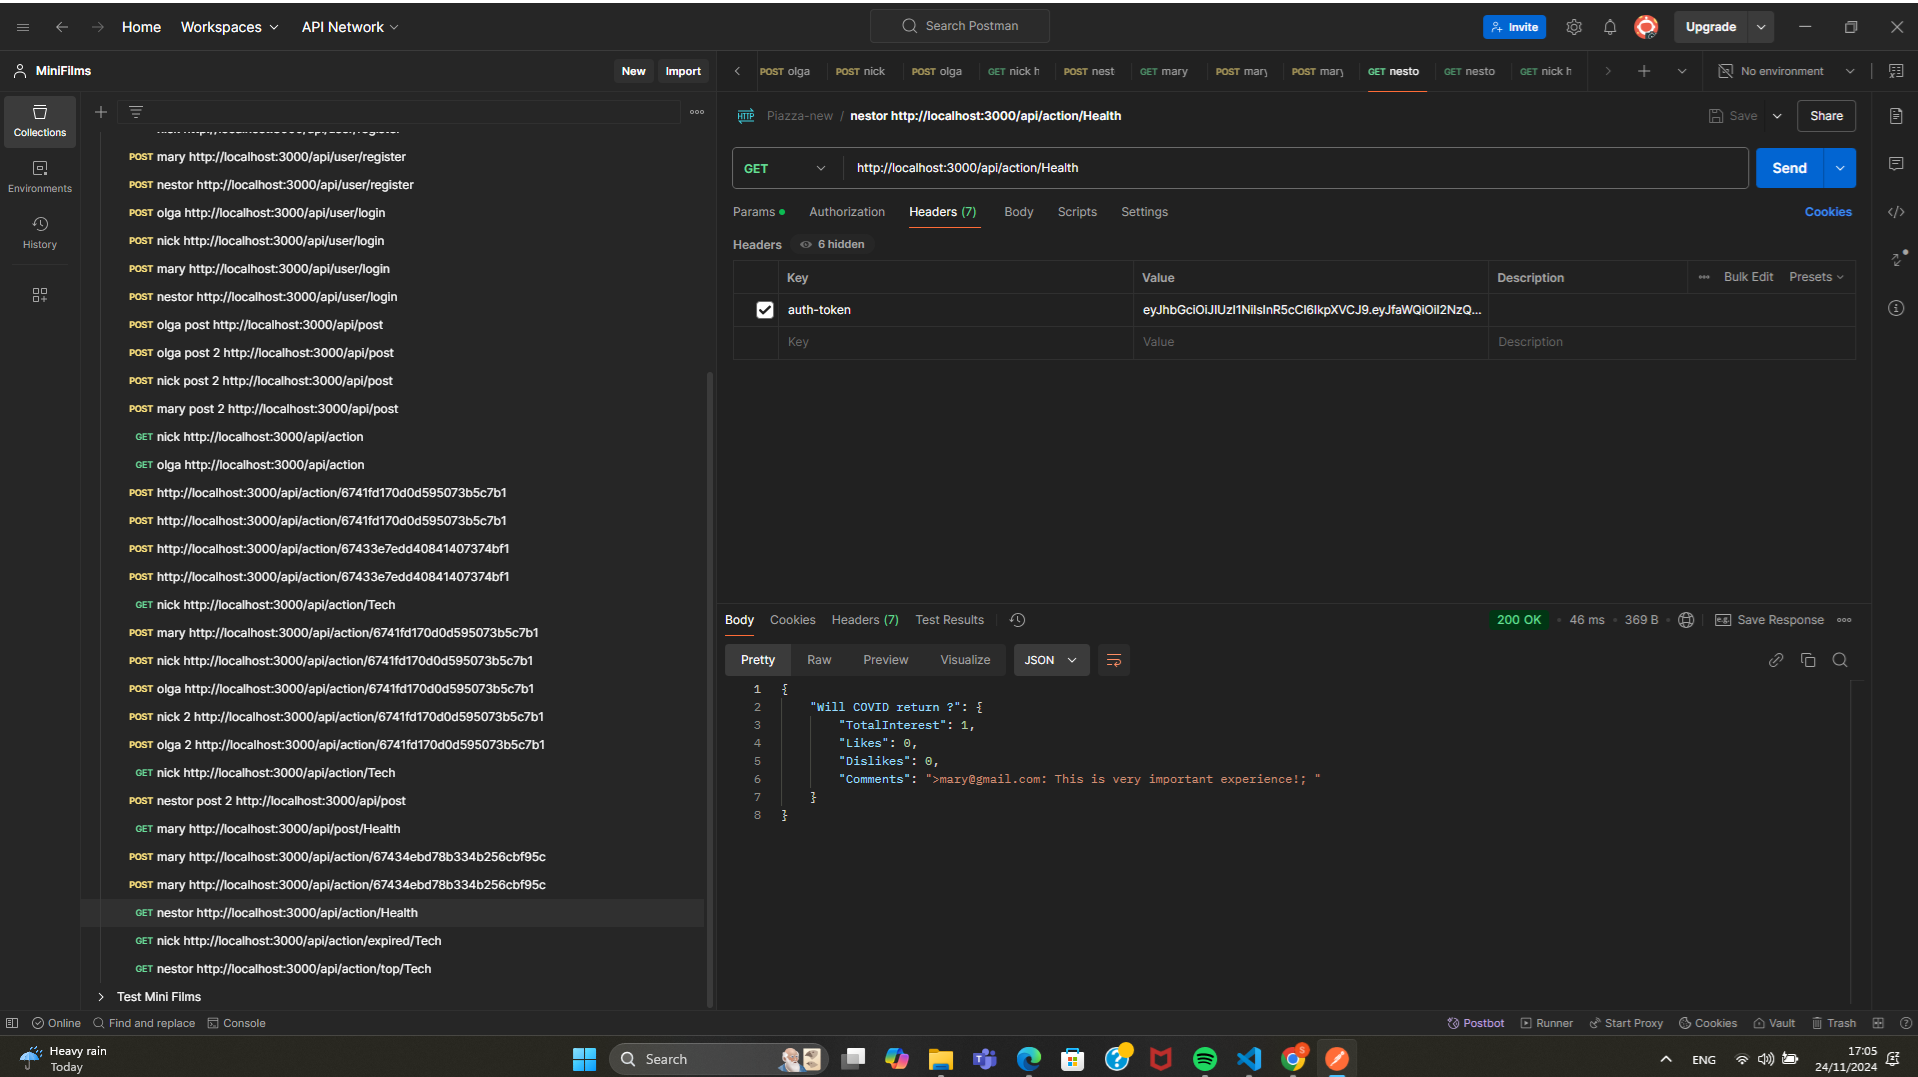 Home
Workspaces
API Network
Search Postman
Invite
Upgrade
MiniFilms
New
Import
POST olga
POST nick
POST olga
GET nick h
POST nest
GET mary
POST mary
POST mary
GET nesto
GET nesto
GET nick h
No environment
Collections
Environments
History
POST mary http://localhost:3000/api/user/register
POST nestor http://localhost:3000/api/user/register
POST olga http://localhost:3000/api/user/login
POST nick http://localhost:3000/api/user/login
POST mary http://localhost:3000/api/user/login
POST nestor http://localhost:3000/api/user/login
POST olga post http://localhost:3000/api/post
POST olga post 2 http://localhost:3000/api/post
POST nick post 2 http://localhost:3000/api/post
POST mary post 2 http://localhost:3000/api/post
GET nick http://localhost:3000/api/action
GET olga http://localhost:3000/api/action
POST http://localhost:3000/api/action/6741fd170d0d595073b5c7b1
POST http://localhost:3000/api/action/6741fd170d0d595073b5c7b1
POST http://localhost:3000/api/action/67433e7edd40841407374bf1
POST http://localhost:3000/api/action/67433e7edd40841407374bf1
GET nick http://localhost:3000/api/action/Tech
POST mary http://localhost:3000/api/action/6741fd170d0d595073b5c7b1
POST nick http://localhost:3000/api/action/6741fd170d0d595073b5c7b1
POST olga http://localhost:3000/api/action/6741fd170d0d595073b5c7b1
POST nick 2 http://localhost:3000/api/action/6741fd170d0d595073b5c7b1
POST olga 2 http://localhost:3000/api/action/6741fd170d0d595073b5c7b1
GET nick http://localhost:3000/api/action/Tech
POST nestor post 2 http://localhost:3000/api/post
GET mary http://localhost:3000/api/post/Health
POST mary http://localhost:3000/api/action/67434ebd78b334b256cbf95c
POST mary http://localhost:3000/api/action/67434ebd78b334b256cbf95c
GET nestor http://localhost:3000/api/action/Health
GET nick http://localhost:3000/api/action/expired/Tech
GET nestor http://localhost:3000/api/action/top/Tech
Test Mini Films
HTTP Piazza-new / nestor http://localhost:3000/api/action/Health
Save
Share
GET http://localhost:3000/api/action/Health
Send
Params
Authorization
Headers (7)
Body
Scripts
Settings
Cookies
Headers
6 hidden
Key
Value
Description
Bulk Edit
Presets
auth-token
eyJhbGciOiJIUzI1NiIsInR5cCI6IkpXVCJ9.eyJfaWQiOiI2NzQ...
Key
Value
Description
Body
Cookies
Headers (7)
Test Results
200 OK
46 ms
369 B
Save Response
Pretty
Raw
Preview
Visualize
JSON
1 {
2 "Will COVID return ?": {
3 "TotalInterest": 1,
4 "Likes": 0,
5 "Dislikes": 0,
6 "Comments": ">mary@gmail.com: This is very important experience!; "
7 }
8 }
Online
Find and replace
Console
Postbot
Runner
Start Proxy
Cookies
Vault
Trash
Heavy rain
Today
Search
ENG
17:05
24/11/2024